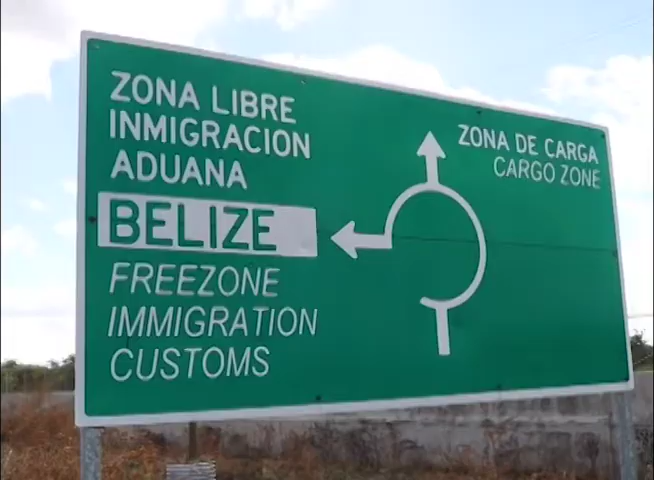 ZONA LIBRE
INMIGRACION
ADUANA
BELIZE
FREEZONE
IMMIGRATION
CUSTOMS
ZONA DE CARGA
CARGO ZONE